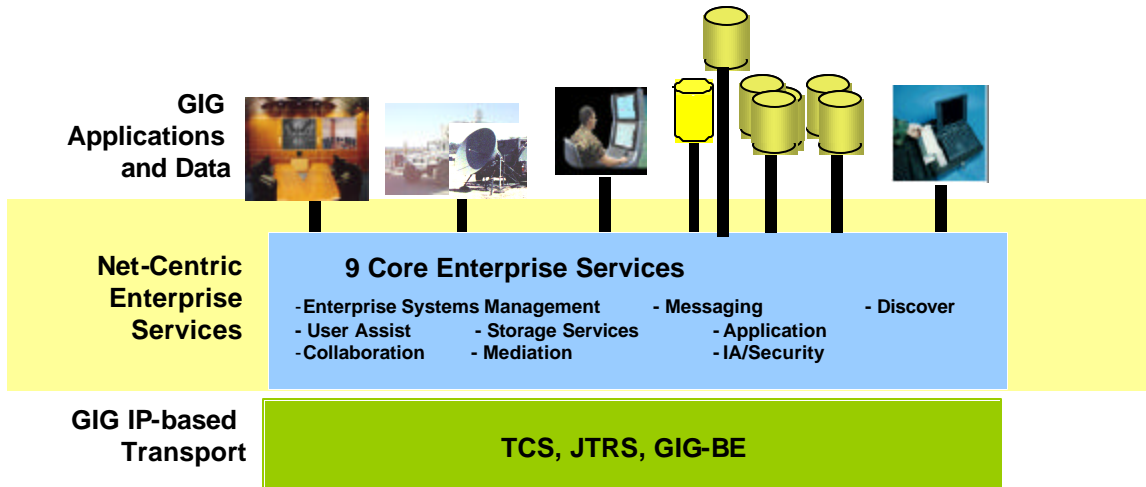 GIG
Applications
and Data
Net-Centric
Enterprise
Services
9 Core Enterprise Services
-Enterprise Systems Management - Messaging - Discover
- User Assist - Storage Services - Application
-Collaboration - Mediation - IA/Security
GIG IP-based
Transport
TCS, JTRS, GIG-BE